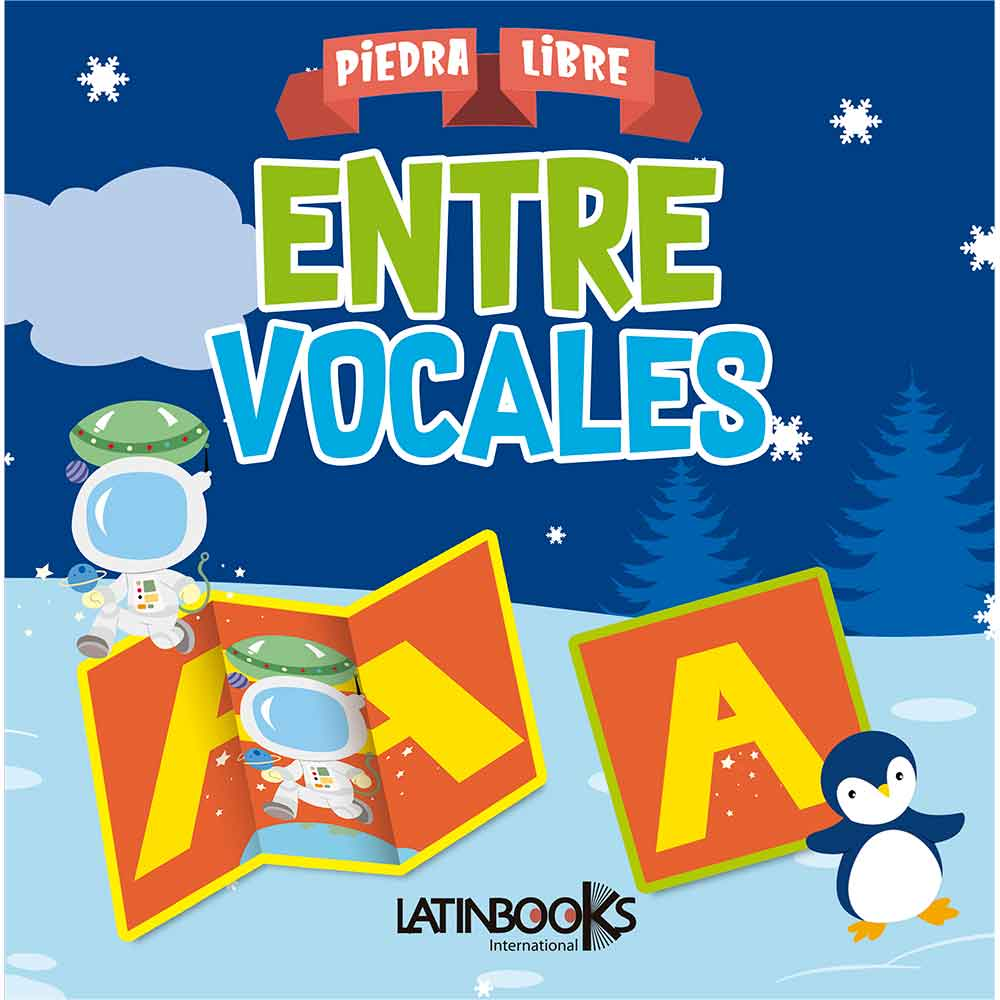 PIEDRA LIBRE
ENTRE
VOCALES
A A
A
LATINBOOKS
International